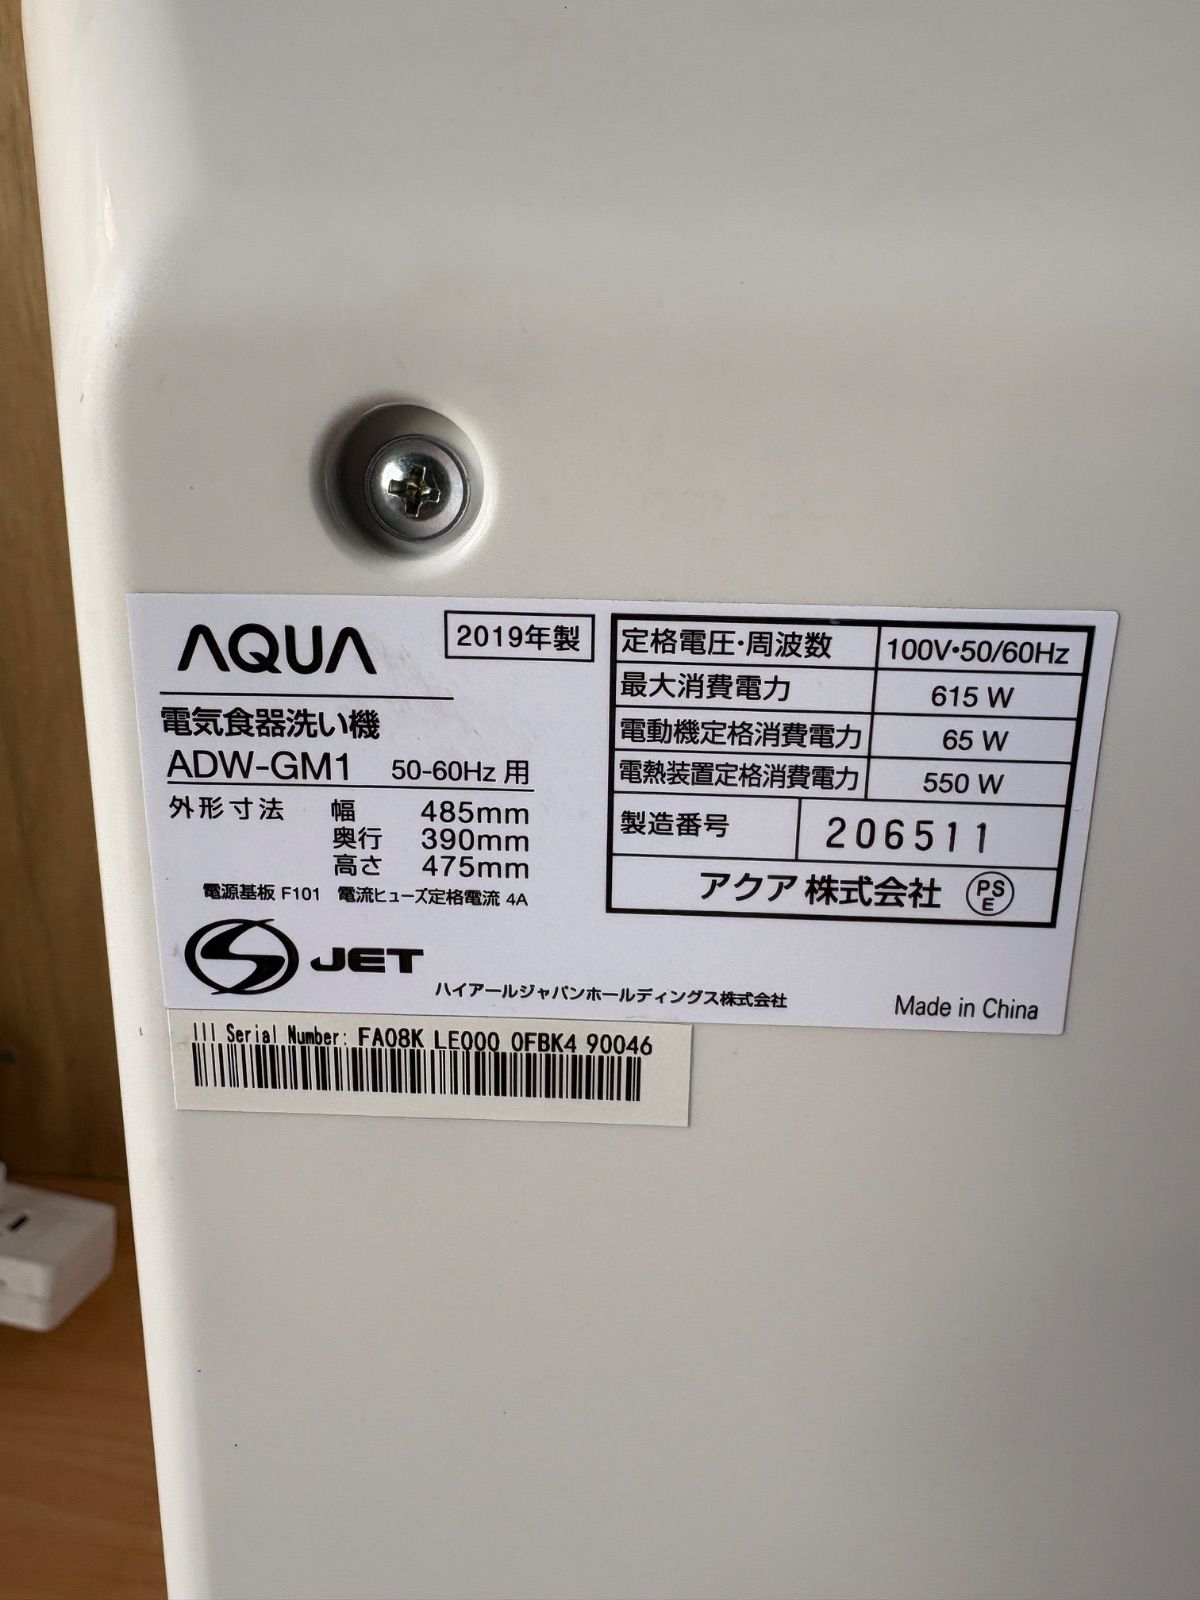 AQUA
2019年製
電気食器洗い機
ADW-GM1 50-60Hz 用
外形寸法 幅 485mm
奥行 390mm
高さ 475mm
電源基板 F101 電流ヒューズ定格電流 4A
S JET
定格電圧・周波数 100V・50/60Hz
最大消費電力 615 W
電動機定格消費電力 65 W
電熱装置定格消費電力 550 W
製造番号 206511
アクア 株式会社 PSE
ハイアールジャパンホールディングス株式会社
Made in China
Serial Number: FA08K LE000 0FBK4 90046